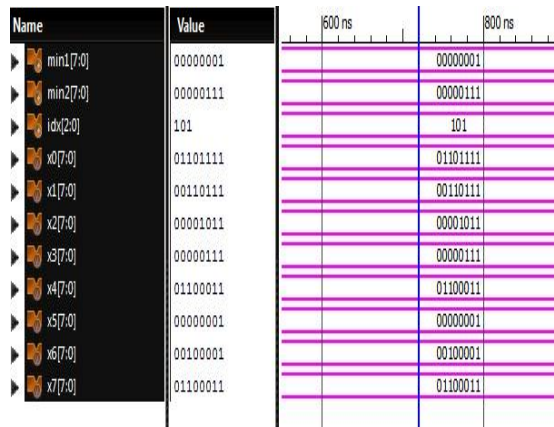 Name Value 600 ns 800 ns
min1[7:0] 00000001 00000001
min2[7:0] 00000111 00000111
idx[2:0] 101 101
x0[7:0] 01101111 01101111
x1[7:0] 00110111 00110111
x2[7:0] 00001011 00001011
x3[7:0] 00000111 00000111
x4[7:0] 01100011 01100011
x5[7:0] 00000001 00000001
x6[7:0] 00100001 00100001
x7[7:0] 01100011 01100011